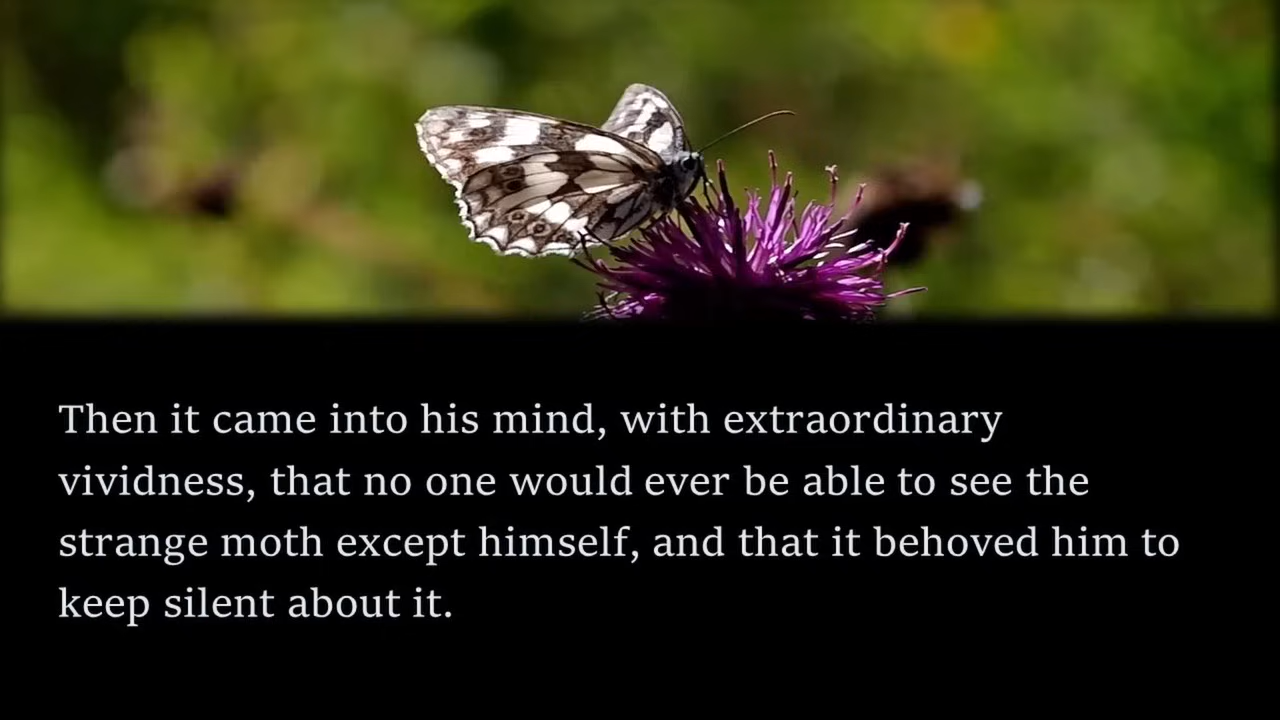 Then it came into his mind, with extraordinary
vividness, that no one would ever be able to see the
strange moth except himself, and that it behoved him to
keep silent about it.